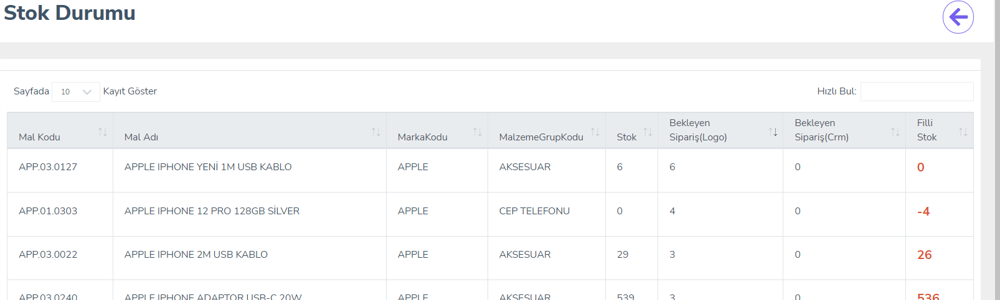 Stok Durumu
Sayfada 10 Kayıt Göster
Hızlı Bul:
Mal Kodu Mal Adı MarkaKodu MalzemeGrupKodu Stok Bekleyen Sipariş(Logo) Bekleyen Sipariş(Crm) Filli Stok
APP.03.0127 APPLE IPHONE YENİ 1M USB KABLO APPLE AKSESUAR 6 6 0 0
APP.01.0303 APPLE IPHONE 12 PRO 128GB SİLVER APPLE CEP TELEFONU 0 4 0 -4
APP.03.0022 APPLE IPHONE 2M USB KABLO APPLE AKSESUAR 29 3 0 26
APP.03.0240 APPLE IPHONE ADAPTOR USB-C 20W APPLE AKSESUAR 539 3 0 536